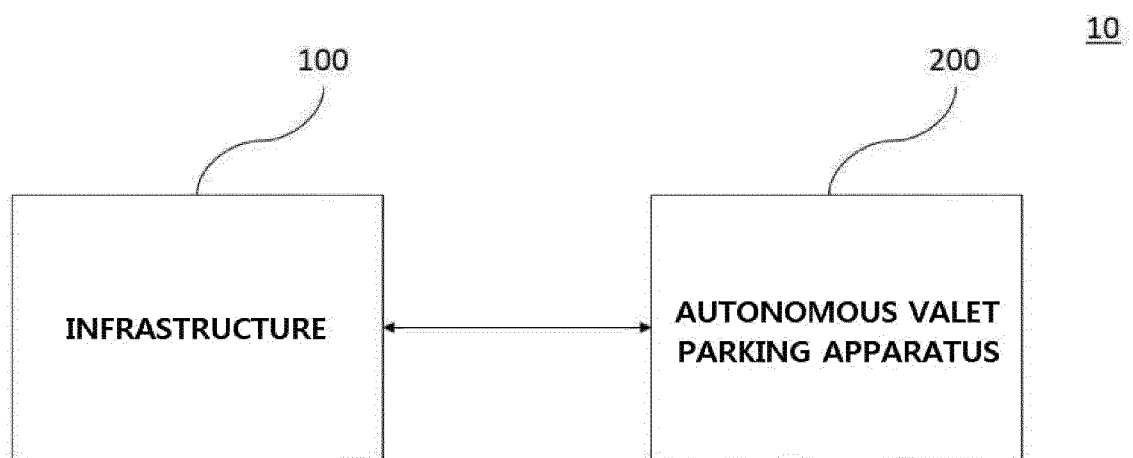 10
100
200
INFRASTRUCTURE
AUTONOMOUS VALET
PARKING APPARATUS